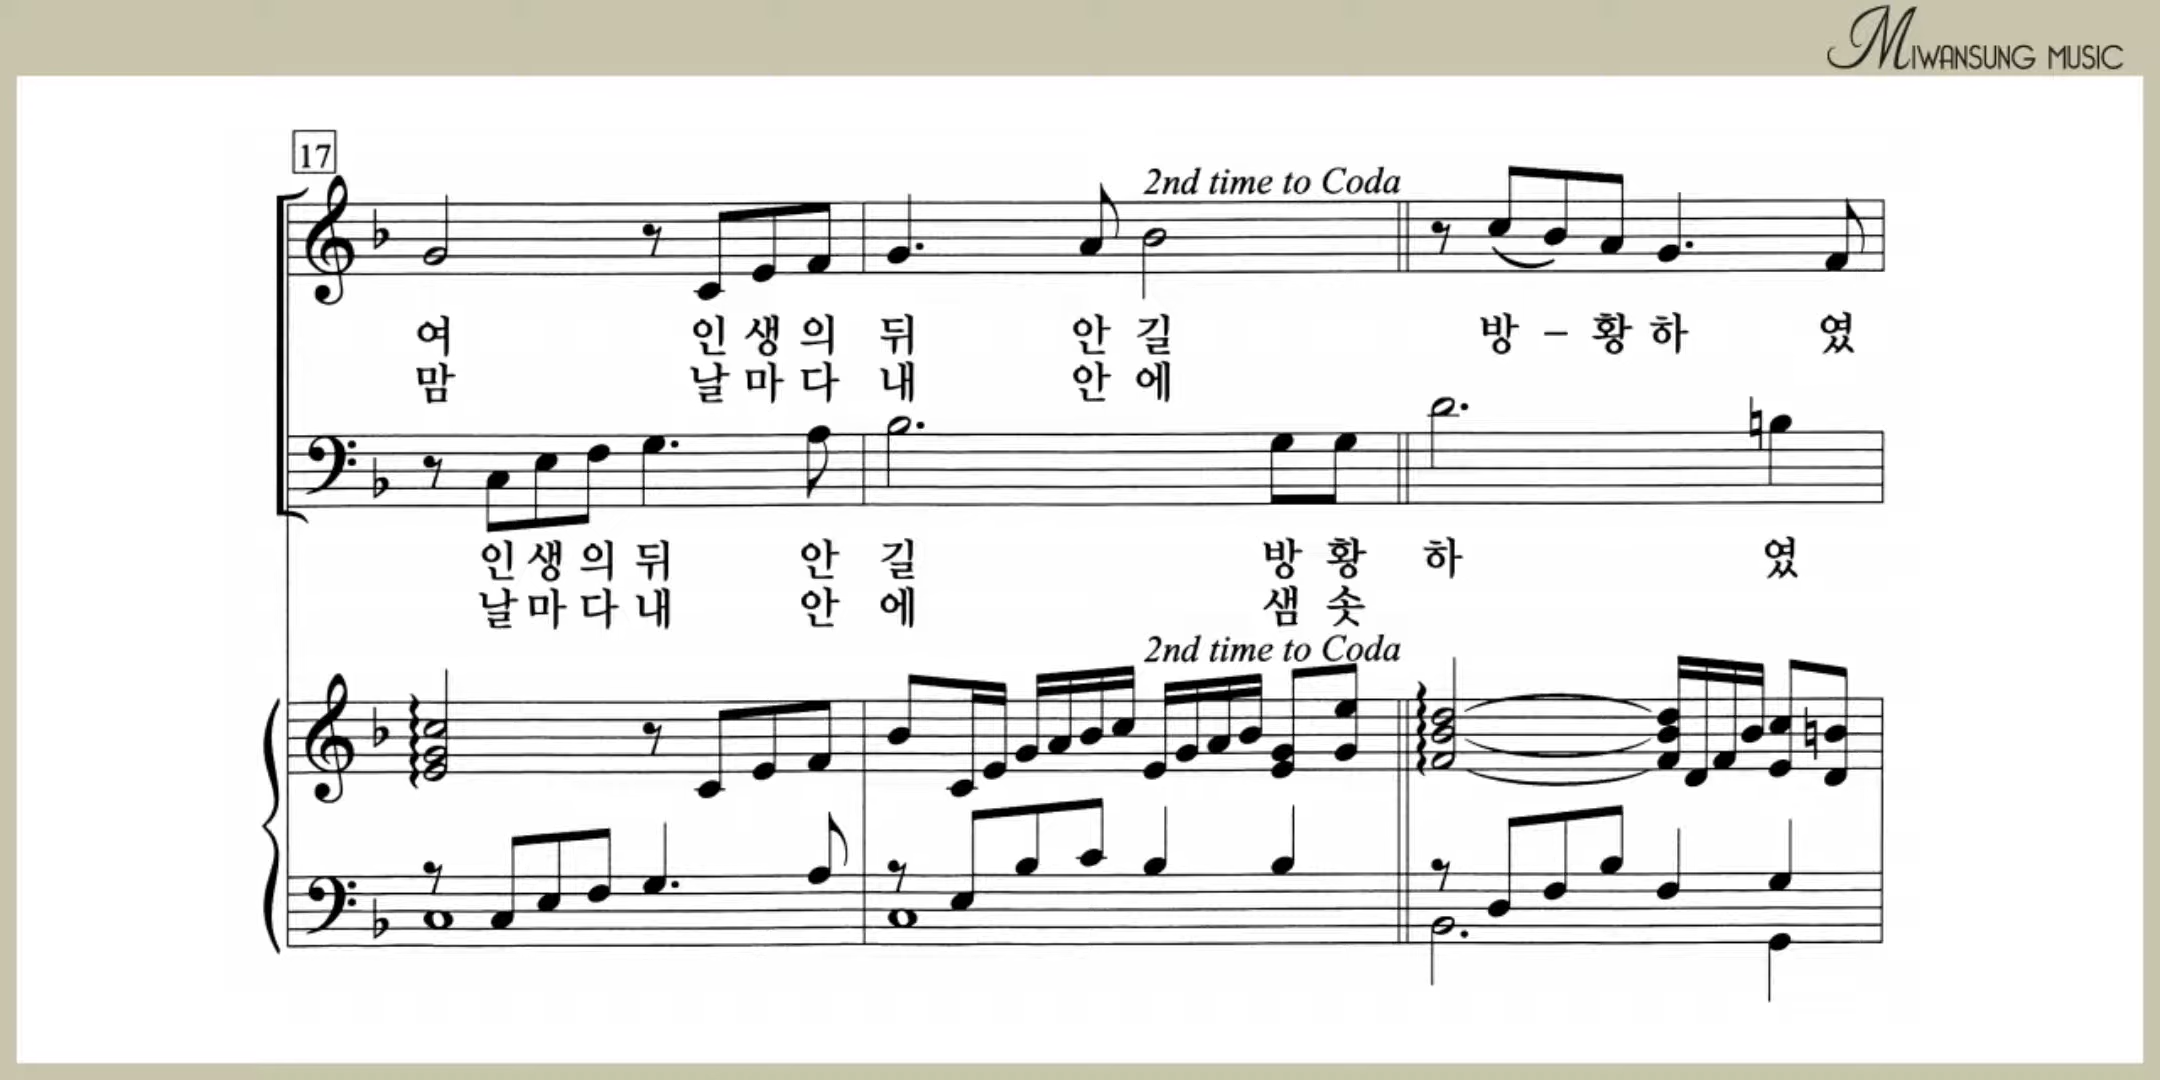 MIWANSUNG MUSIC
17
2nd time to Coda
여 인 생 의 뒤 안 길 방 – 황 하 였
맘 날 마 다 내 안 에
인 생 의 뒤 안 길 방 황 하 였
날 마 다 내 안 에 샘 솟
2nd time to Coda